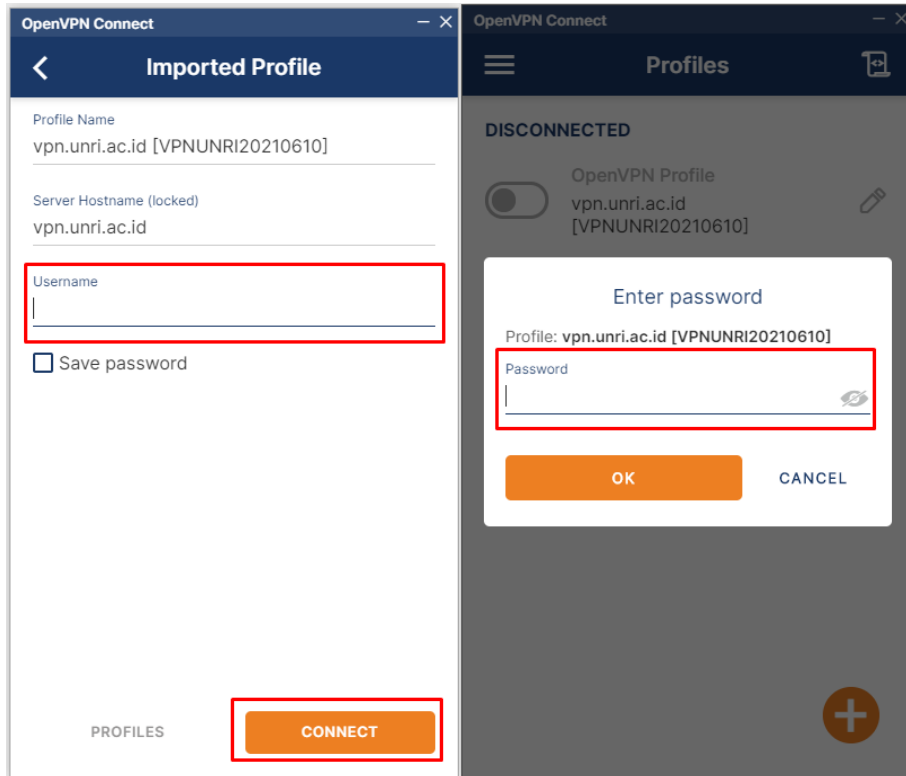 OpenVPN Connect
Imported Profile
Profile Name
vpn.unri.ac.id [VPNUNRI20210610]
Server Hostname (locked)
vpn.unri.ac.id
Username
Save password
PROFILES
CONNECT
OpenVPN Connect
Profiles
DISCONNECTED
OpenVPN Profile
vpn.unri.ac.id
[VPNUNRI20210610]
Enter password
Profile: vpn.unri.ac.id [VPNUNRI20210610]
Password
OK
CANCEL